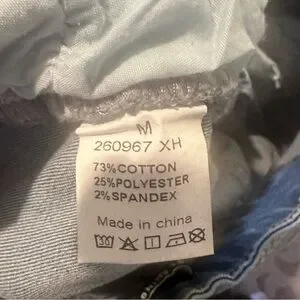 M
260967 XH
73%COTTON
25%POLYESTER
2%SPANDEX
Made in china